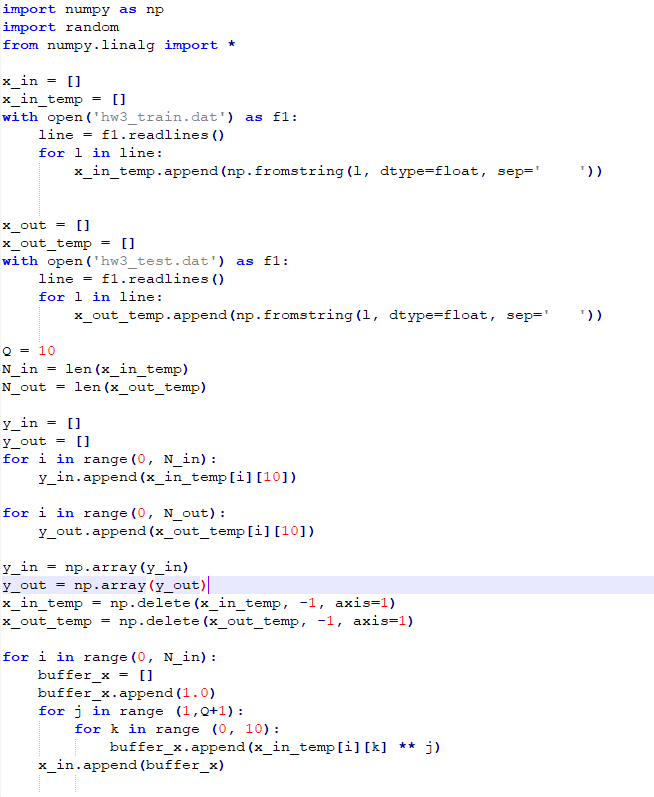 import numpy as np
import random
from numpy.linalg import *

x_in = []
x_in_temp = []
with open('hw3_train.dat') as f1:
    line = f1.readlines()
    for l in line:
        x_in_temp.append(np.fromstring(l, dtype=float, sep='    '))


x_out = []
x_out_temp = []
with open('hw3_test.dat') as f1:
    line = f1.readlines()
    for l in line:
        x_out_temp.append(np.fromstring(l, dtype=float, sep='   '))

Q = 10
N_in = len(x_in_temp)
N_out = len(x_out_temp)

y_in = []
y_out = []
for i in range(0, N_in):
    y_in.append(x_in_temp[i][10])

for i in range(0, N_out):
    y_out.append(x_out_temp[i][10])

y_in = np.array(y_in)
y_out = np.array(y_out)
x_in_temp = np.delete(x_in_temp, -1, axis=1)
x_out_temp = np.delete(x_out_temp, -1, axis=1)

for i in range(0, N_in):
    buffer_x = []
    buffer_x.append(1.0)
    for j in range (1,Q+1):
        for k in range (0, 10):
            buffer_x.append(x_in_temp[i][k] ** j)
    x_in.append(buffer_x)